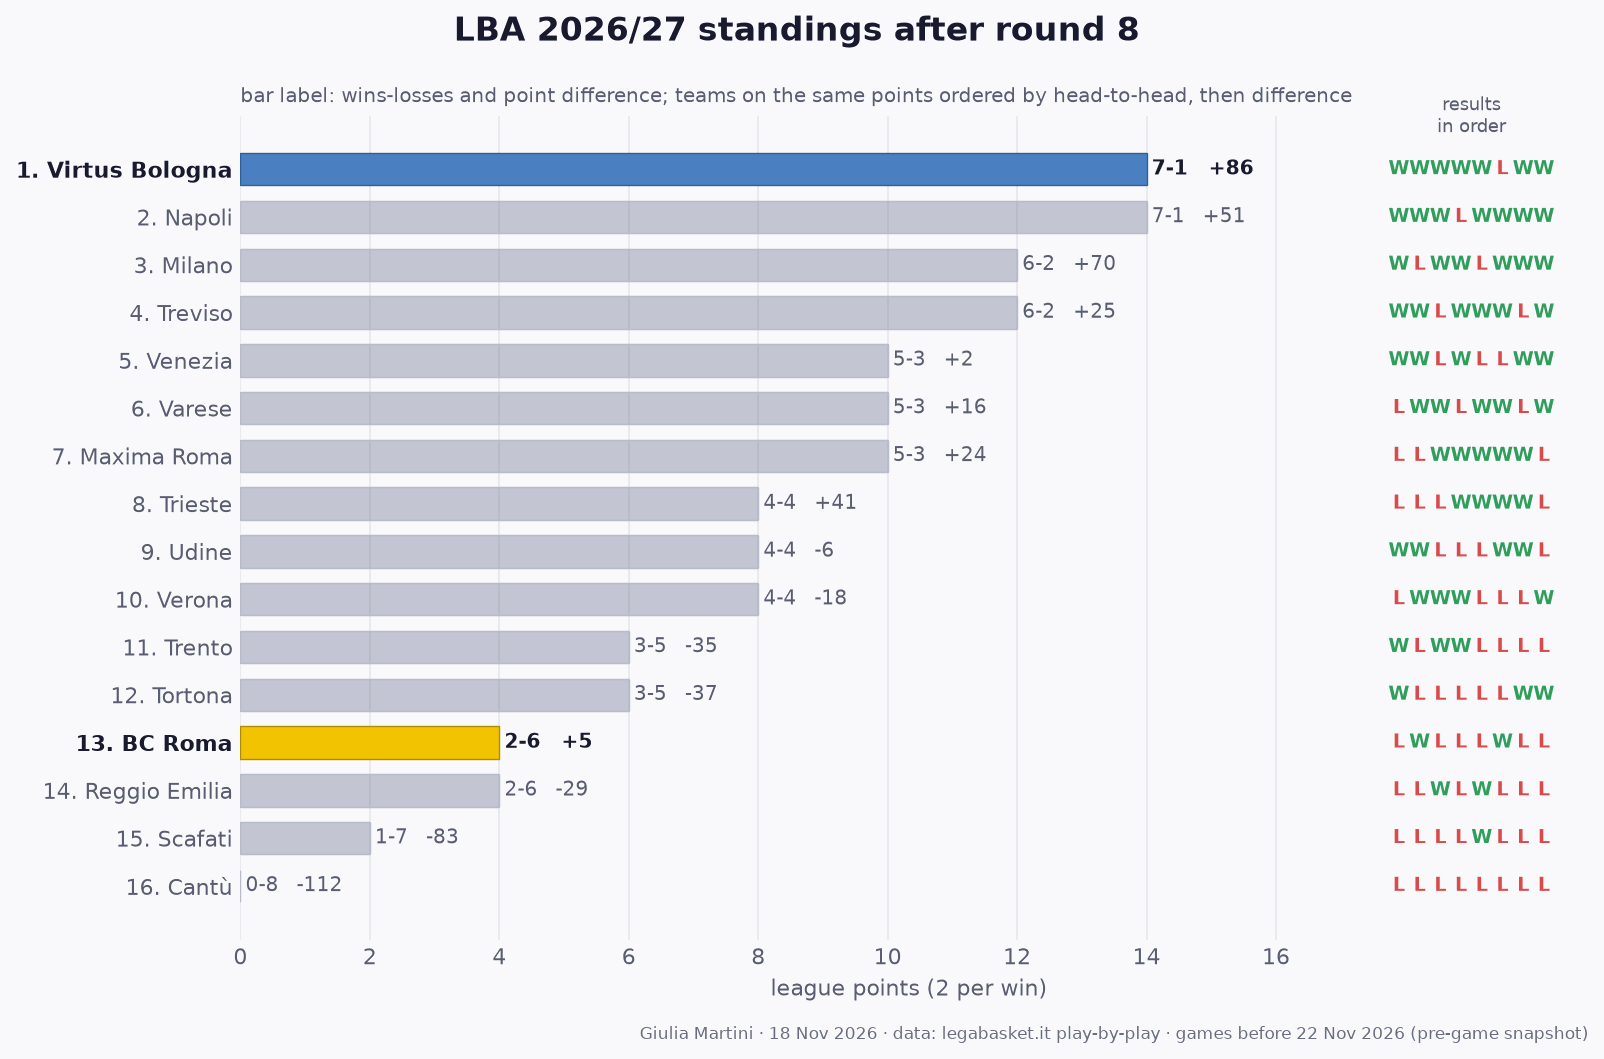 LBA 2026/27 standings after round 8
bar label: wins-losses and point difference; teams on the same points ordered by head-to-head, then difference
results
in order
1. Virtus Bologna 7-1 +86 WWWWWLWW
2. Napoli 7-1 +51 WWWLWWWW
3. Milano 6-2 +70 WLWWLWWW
4. Treviso 6-2 +25 WWLWWWLW
5. Venezia 5-3 +2 WWLWLLWW
6. Varese 5-3 +16 LWWLWWLW
7. Maxima Roma 5-3 +24 LLWWWWWL
8. Trieste 4-4 +41 LLLWWWWL
9. Udine 4-4 -6 WWLLLWWL
10. Verona 4-4 -18 LWWWLLLW
11. Trento 3-5 -35 WLWWLLLL
12. Tortona 3-5 -37 WLLLLLWW
13. BC Roma 2-6 +5 LWLLLWLL
14. Reggio Emilia 2-6 -29 LLWLWLLL
15. Scafati 1-7 -83 LLLLWLLL
16. Cantù 0-8 -112 LLLLLLLL
0 2 4 6 8 10 12 14 16
league points (2 per win)
Giulia Martini · 18 Nov 2026 · data: legabasket.it play-by-play · games before 22 Nov 2026 (pre-game snapshot)